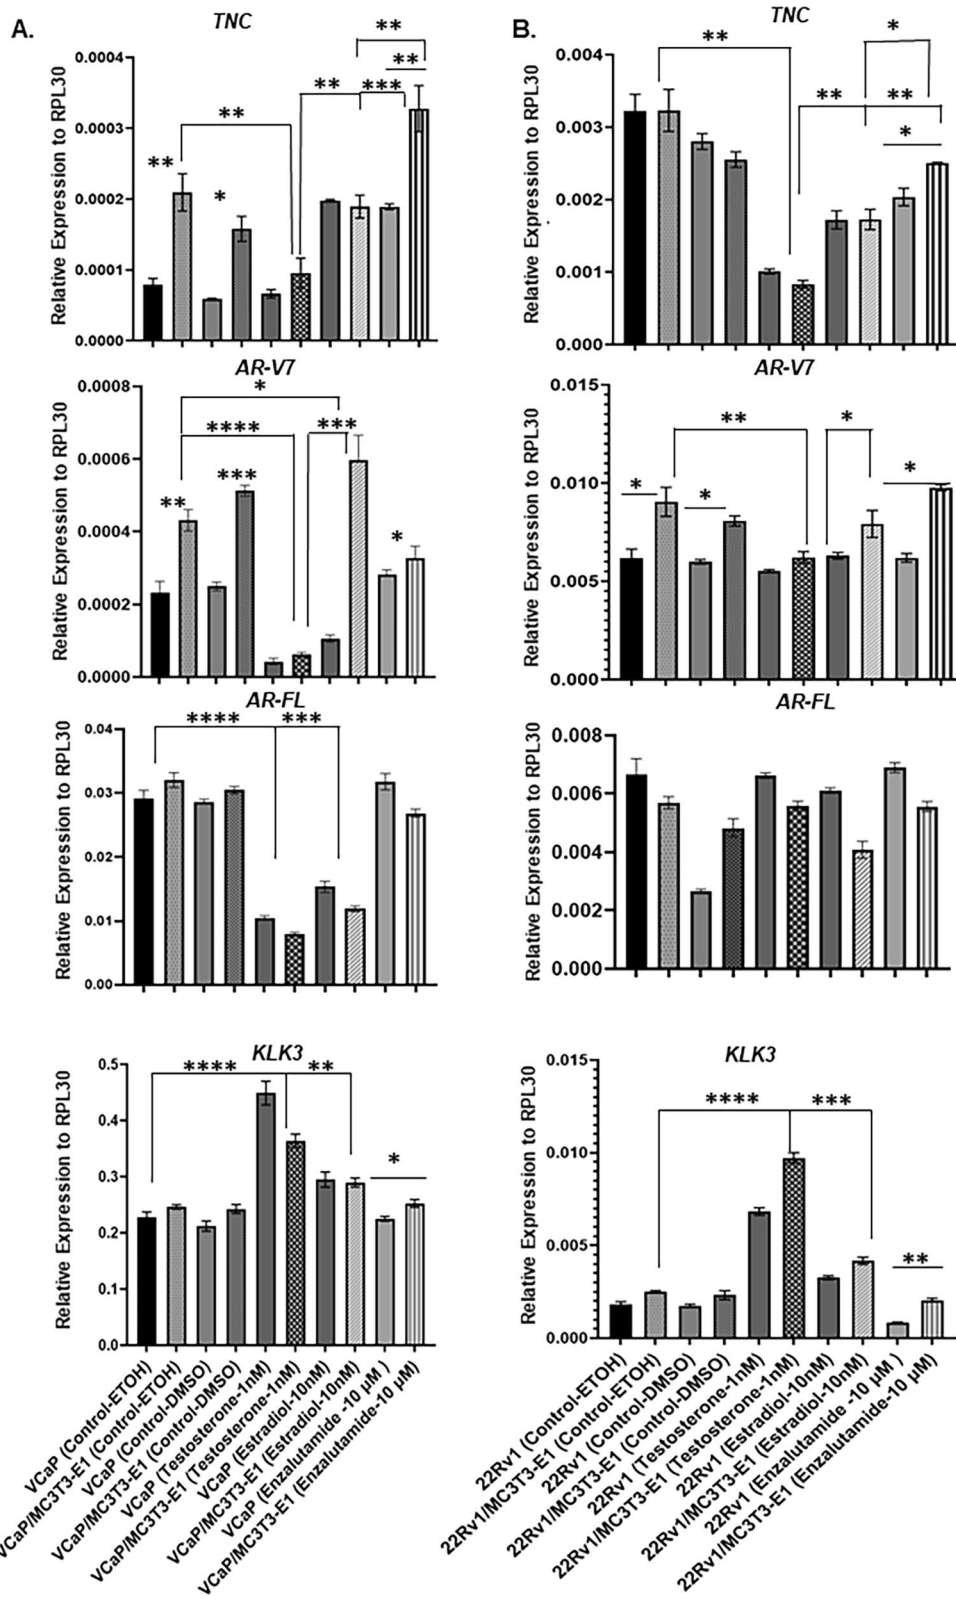 A.
TNC
Relative Expression to RPL30
0.0004
0.0003
0.0002
0.0001
0.0000
**
*
**
**
***
**
**
AR-V7
Relative Expression to RPL30
0.0008
0.0006
0.0004
0.0002
0.0000
**
***
****
*
***
*
AR-FL
Relative Expression to RPL30
0.04
0.03
0.02
0.01
0.00
****
***
KLK3
Relative Expression to RPL30
0.5
0.4
0.3
0.2
0.1
0.0
****
**
*
VCaP (Control-ETOH)
VCaP/MC3T3-E1 (Control-ETOH)
VCaP (Control-DMSO)
VCaP/MC3T3-E1 (Control-DMSO)
VCaP (Testosterone-1nM)
VCaP/MC3T3-E1 (Testosterone-1nM)
VCaP (Estradiol-10nM)
VCaP/MC3T3-E1 (Estradiol-10nM)
VCaP (Enzalutamide -10 µM )
VCaP/MC3T3-E1 (Enzalutamide-10 µM)
B.
TNC
Relative Expression to RPL30
0.004
0.003
0.002
0.001
0.000
**
**
*
**
*
AR-V7
Relative Expression to RPL30
0.015
0.010
0.005
0.000
*
*
**
*
*
AR-FL
Relative Expression to RPL30
0.008
0.006
0.004
0.002
0.000
KLK3
Relative Expression to RPL30
0.015
0.010
0.005
0.000
****
***
**
22Rv1 (Control-ETOH)
22Rv1/MC3T3-E1 (Control-ETOH)
22Rv1 (Control-DMSO)
22Rv1/MC3T3-E1 (Control-DMSO)
22Rv1 (Testosterone-1nM)
22Rv1/MC3T3-E1 (Testosterone-1nM)
22Rv1 (Estradiol-10nM)
22Rv1/MC3T3-E1 (Estradiol-10nM)
22Rv1 (Enzalutamide -10 µM )
22Rv1/MC3T3-E1 (Enzalutamide-10 µM)